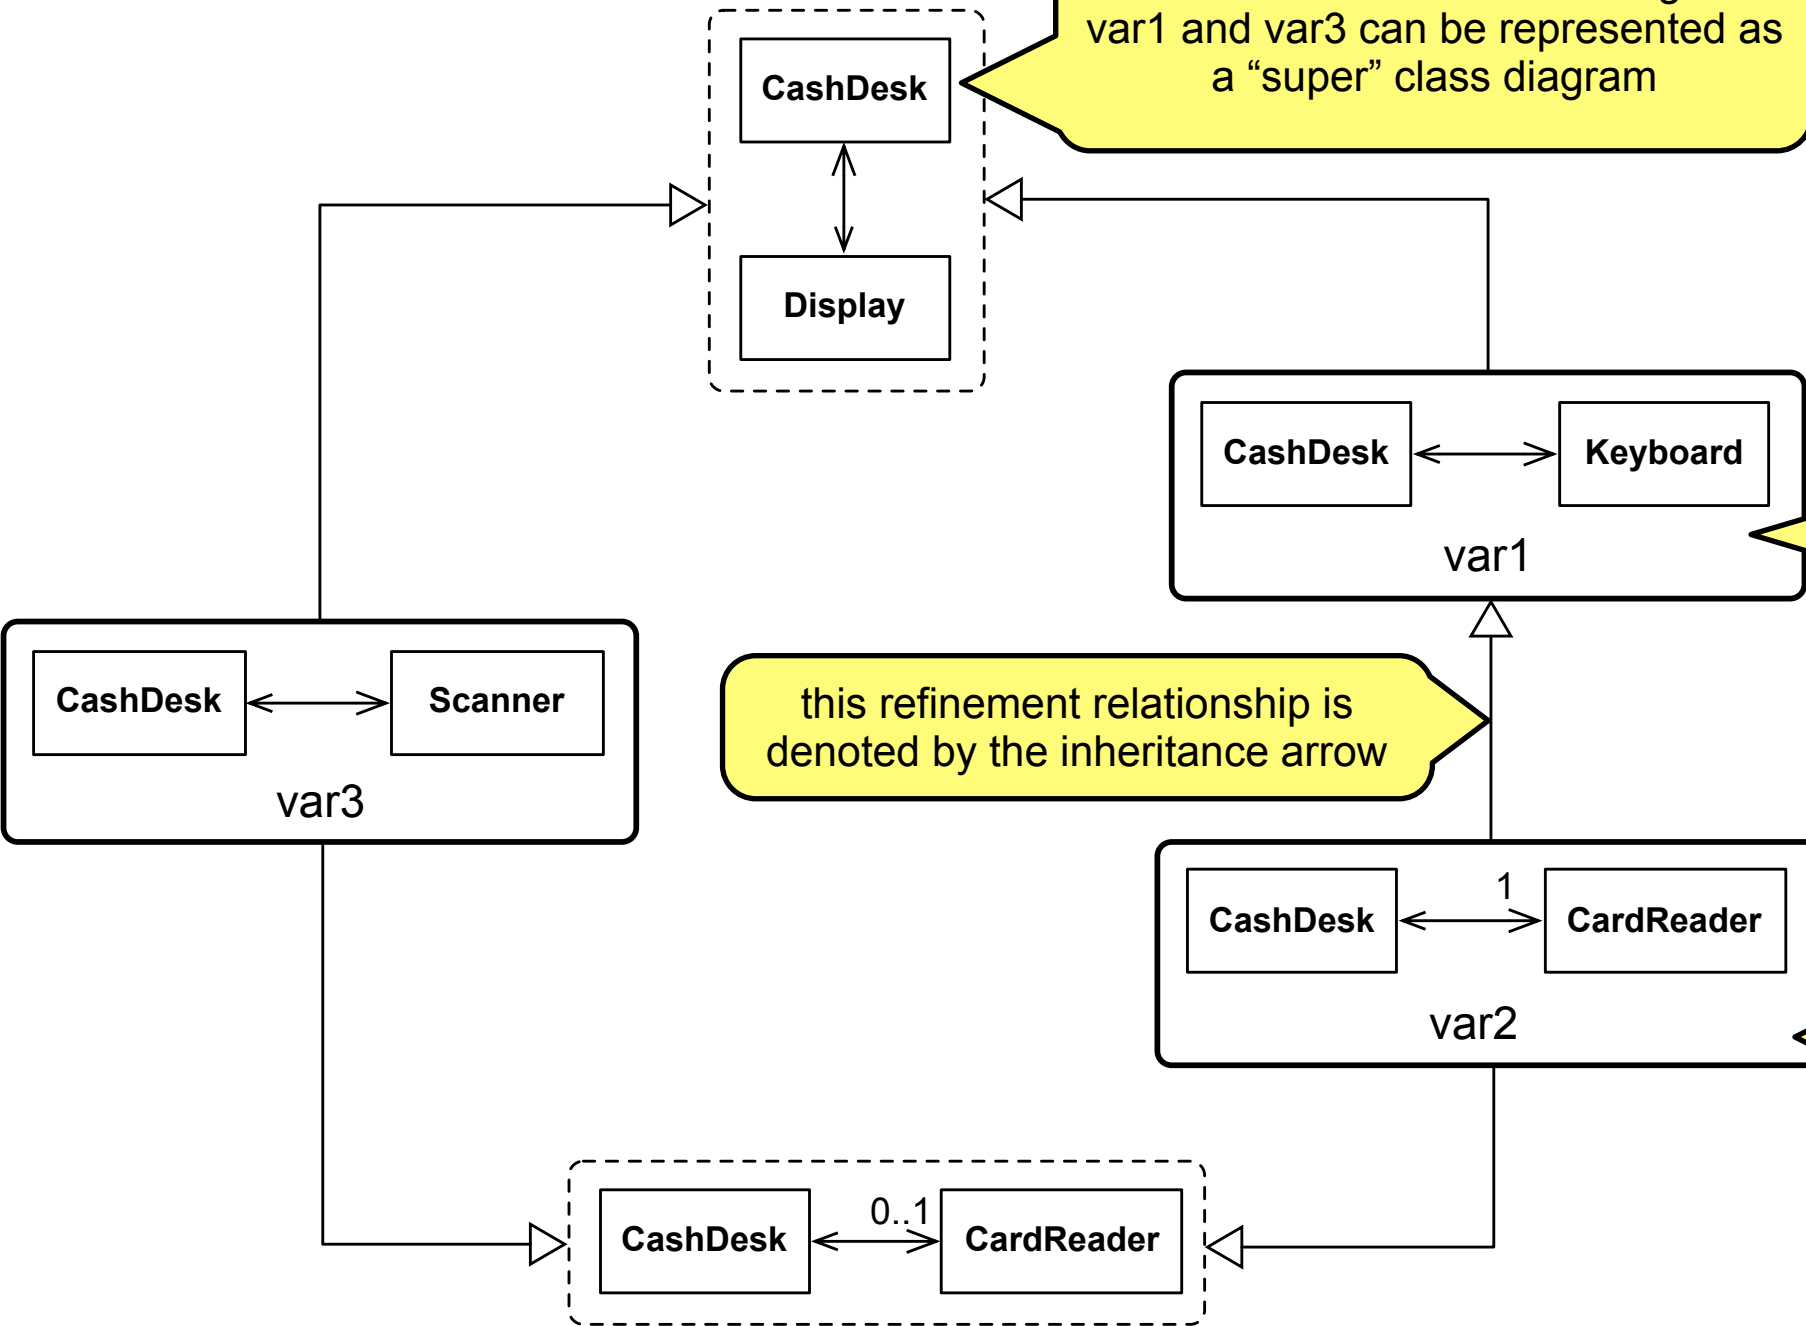 var1 and var3 can be represented as
a “super” class diagram
CashDesk
Display
CashDesk
Keyboard
var1
CashDesk
Scanner
var3
this refinement relationship is
denoted by the inheritance arrow
CashDesk
1
CardReader
var2
CashDesk
0..1
CardReader